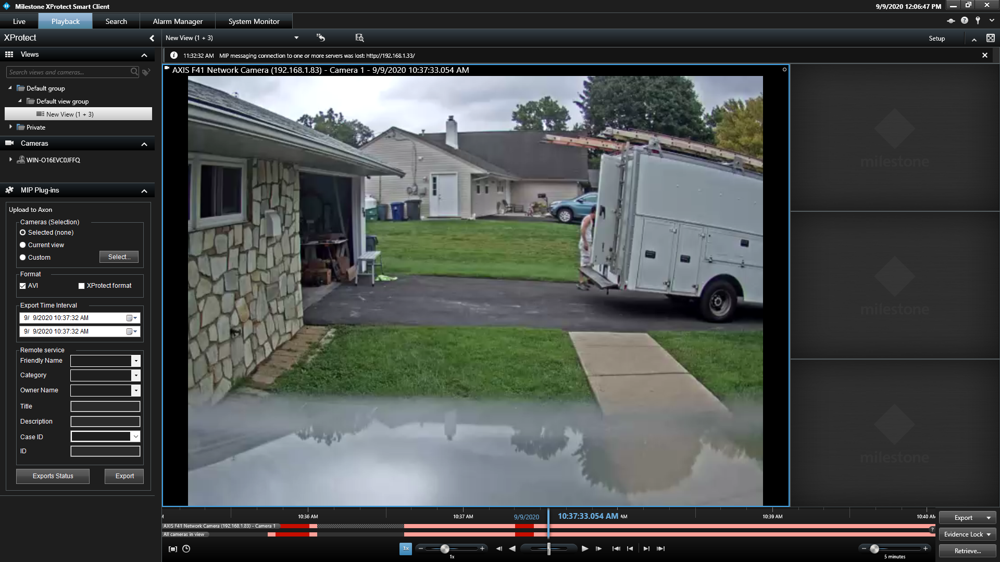 Milestone XProtect Smart Client
9/9/2020 12:06:47 PM
Live
Playback
Search
Alarm Manager
System Monitor
XProtect
New View (1 + 3)
Setup
Views
11:32:32 AM MIP messaging connection to one or more servers was lost: http://192.168.1.33/
Search views and cameras...
AXIS F41 Network Camera (192.168.1.83) - Camera 1 - 9/9/2020 10:37:33.054 AM
Default group
Default view group
New View (1 + 3)
Private
Cameras
WIN-O16EVC0JFFQ
MIP Plug-ins
Upload to Axon
Cameras (Selection)
Selected (none)
Current view
Custom
Select...
Format
AVI
XProtect format
Export Time Interval
9/ 9/2020 10:37:32 AM
9/ 9/2020 10:37:32 AM
Remote service
Friendly Name
Category
Owner Name
Title
Description
Case ID
ID
Exports Status
Export
milestone
milestone
milestone
M
10:36 AM
10:37 AM
9/9/2020
10:37:33.054 AM
AM
10:39 AM
10:40 AM
AXIS F41 Network Camera (192.168.1.83) - Camera 1
All cameras in view
?
1x
1x
5 minutes
Export
Evidence Lock
Retrieve...